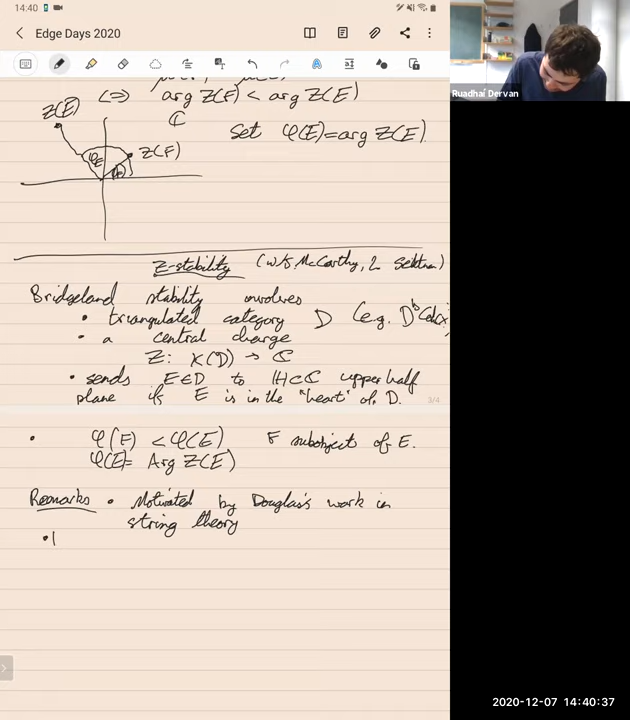 14:40
Edge Days 2020
Ruadhaí Dervan
Z(E)
⟺ arg Z(F) < arg Z(E)
ℂ
Set φ(E)=arg Z(E).
Z(F)
Z-stability (w/ J. McCarthy, L. Sektnan)
Bridgeland stability involves
• triangulated category D (e.g. D^b Coh(X)
• a central charge
Z: K(D) → ℂ
• sends E∈D to ℍ⊂ℂ upper half
plane if E is in the "heart" of D.
3/4
• φ(F) < φ(E) F subobject of E.
φ(E)= Arg Z(E)
Remarks • Motivated by Douglas's work in
string theory
•
2020-12-07 14:40:37